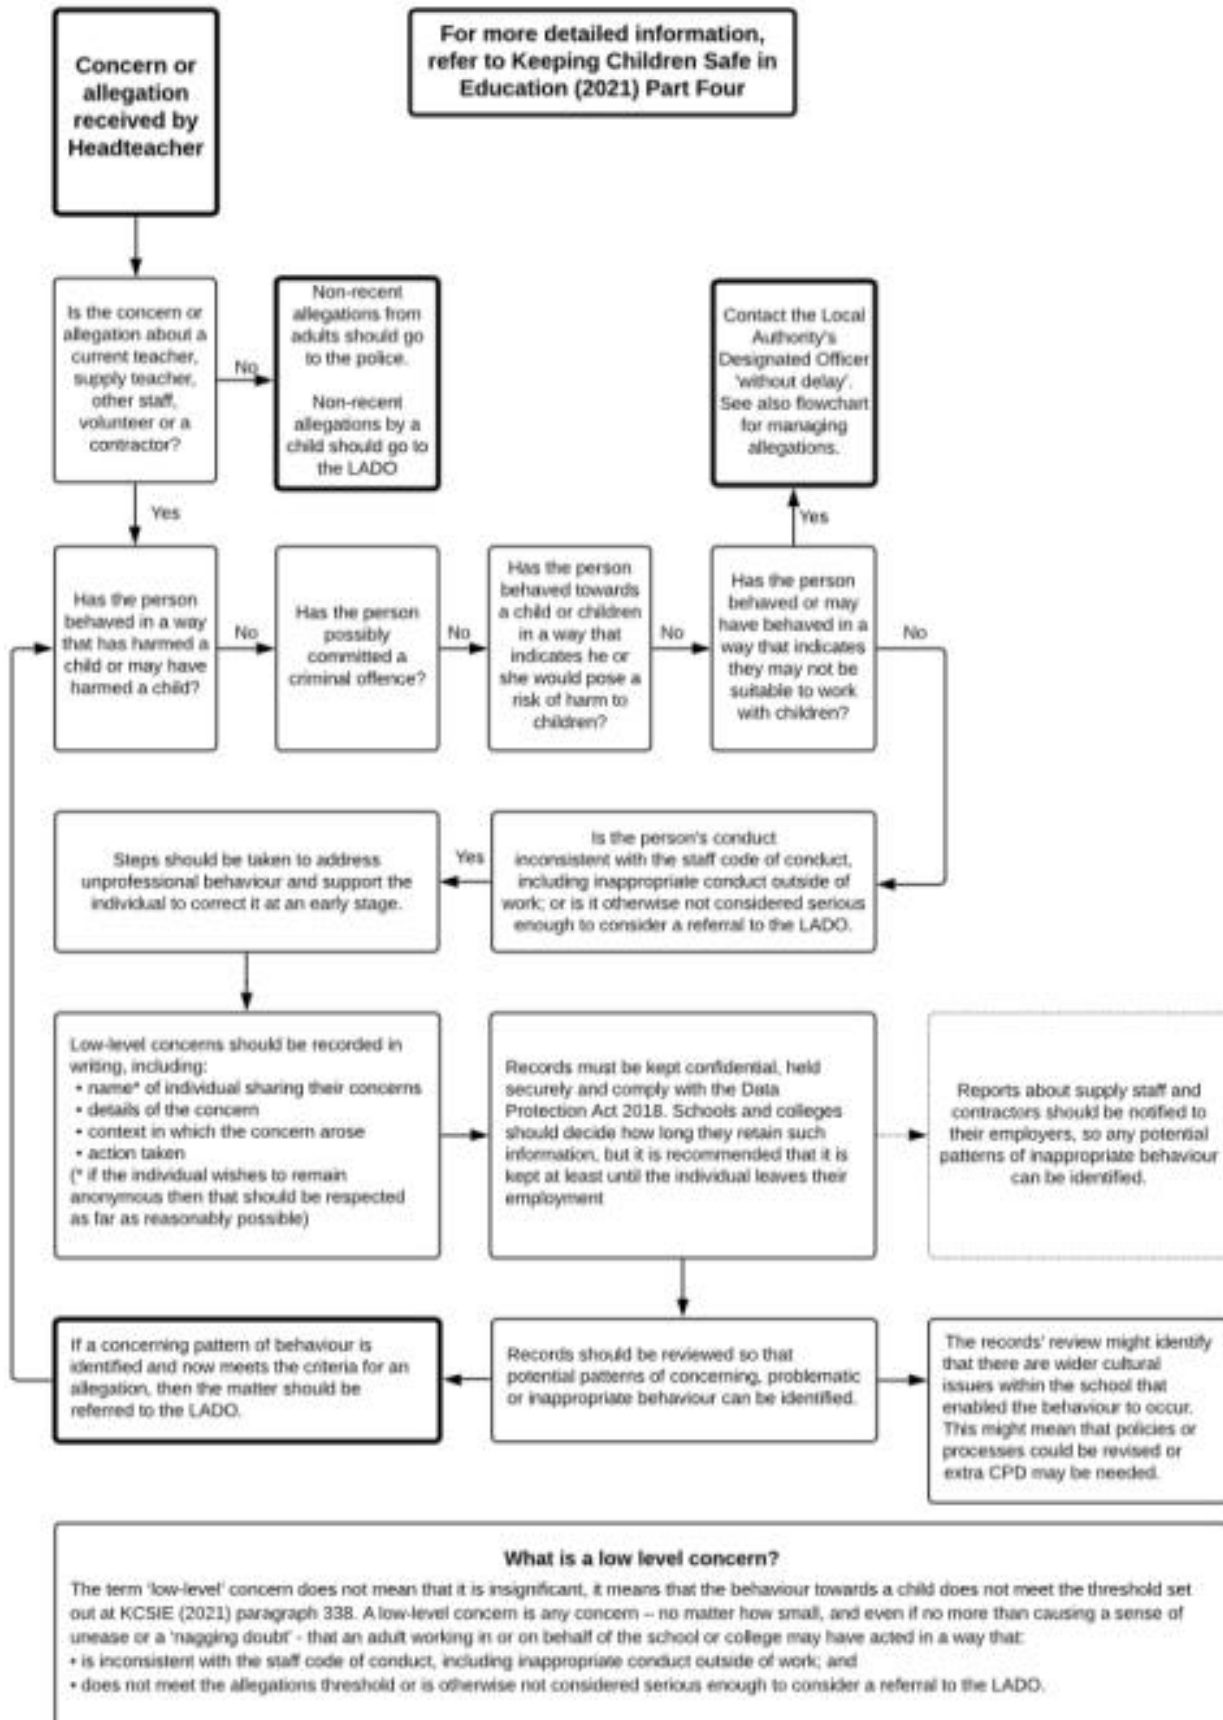 Concern or
allegation
received by
Headteacher
For more detailed information,
refer to Keeping Children Safe in
Education (2021) Part Four
Is the concern or
allegation about a
current teacher,
supply teacher,
other staff,
volunteer or a
contractor?
No
Non-recent
allegations from
adults should go
to the police.
Non-recent
allegations by a
child should go to
the LADO
Contact the Local
Authority's
Designated Officer
'without delay'.
See also flowchart
for managing
allegations.
Yes
Yes
Has the person
behaved in a way
that has harmed a
child or may have
harmed a child?
No
Has the person
possibly
committed a
criminal offence?
No
Has the person
behaved towards
a child or children
in a way that
indicates he or
she would pose a
risk of harm to
children?
No
Has the person
behaved or may
have behaved in a
way that indicates
they may not be
suitable to work
with children?
No
Steps should be taken to address
unprofessional behaviour and support the
individual to correct it at an early stage.
Yes
Is the person's conduct
inconsistent with the staff code of conduct,
including inappropriate conduct outside of
work; or is it otherwise not considered serious
enough to consider a referral to the LADO.
Low-level concerns should be recorded in
writing, including:
• name* of individual sharing their concerns
• details of the concern
• context in which the concern arose
• action taken
(* if the individual wishes to remain
anonymous then that should be respected
as far as reasonably possible)
Records must be kept confidential, held
securely and comply with the Data
Protection Act 2018. Schools and colleges
should decide how long they retain such
information, but it is recommended that it is
kept at least until the individual leaves their
employment
Reports about supply staff and
contractors should be notified to
their employers, so any potential
patterns of inappropriate behaviour
can be identified.
If a concerning pattern of behaviour is
identified and now meets the criteria for an
allegation, then the matter should be
referred to the LADO.
Records should be reviewed so that
potential patterns of concerning, problematic
or inappropriate behaviour can be identified.
The records' review might identify
that there are wider cultural
issues within the school that
enabled the behaviour to occur.
This might mean that policies or
processes could be revised or
extra CPD may be needed.
What is a low level concern?
The term 'low-level' concern does not mean that it is insignificant, it means that the behaviour towards a child does not meet the threshold set
out at KCSIE (2021) paragraph 338. A low-level concern is any concern – no matter how small, and even if no more than causing a sense of
unease or a 'nagging doubt' - that an adult working in or on behalf of the school or college may have acted in a way that:
• is inconsistent with the staff code of conduct, including inappropriate conduct outside of work; and
• does not meet the allegations threshold or is otherwise not considered serious enough to consider a referral to the LADO.